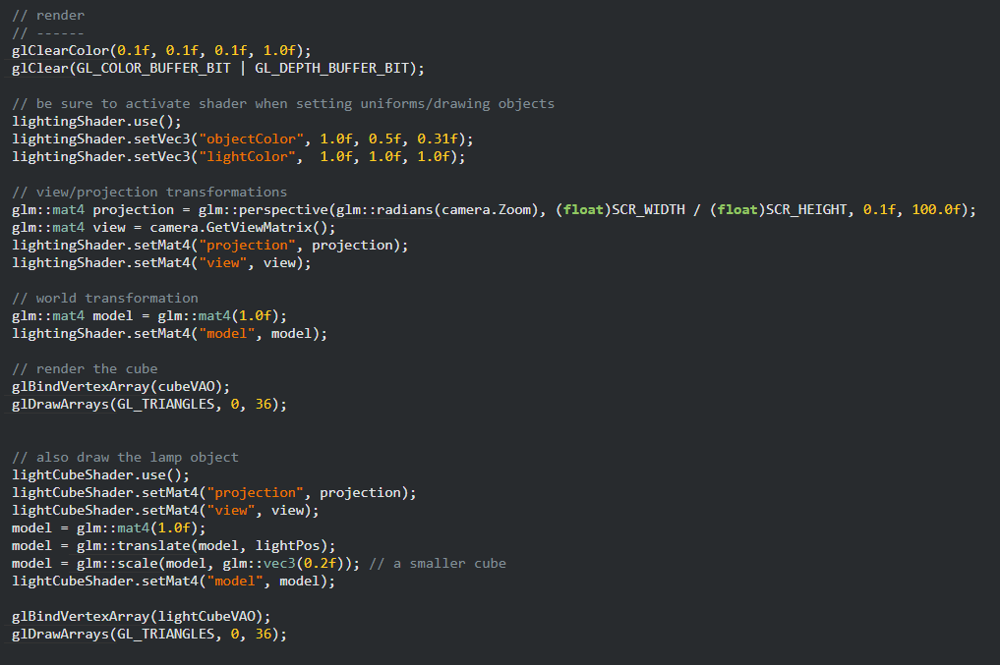 // render
// ------
glClearColor(0.1f, 0.1f, 0.1f, 1.0f);
glClear(GL_COLOR_BUFFER_BIT | GL_DEPTH_BUFFER_BIT);
// be sure to activate shader when setting uniforms/drawing objects
lightingShader.use();
lightingShader.setVec3("objectColor", 1.0f, 0.5f, 0.31f);
lightingShader.setVec3("lightColor",  1.0f, 1.0f, 1.0f);
// view/projection transformations
glm::mat4 projection = glm::perspective(glm::radians(camera.Zoom), (float)SCR_WIDTH / (float)SCR_HEIGHT, 0.1f, 100.0f);
glm::mat4 view = camera.GetViewMatrix();
lightingShader.setMat4("projection", projection);
lightingShader.setMat4("view", view);
// world transformation
glm::mat4 model = glm::mat4(1.0f);
lightingShader.setMat4("model", model);
// render the cube
glBindVertexArray(cubeVAO);
glDrawArrays(GL_TRIANGLES, 0, 36);
// also draw the lamp object
lightCubeShader.use();
lightCubeShader.setMat4("projection", projection);
lightCubeShader.setMat4("view", view);
model = glm::mat4(1.0f);
model = glm::translate(model, lightPos);
model = glm::scale(model, glm::vec3(0.2f)); // a smaller cube
lightCubeShader.setMat4("model", model);
glBindVertexArray(lightCubeVAO);
glDrawArrays(GL_TRIANGLES, 0, 36);